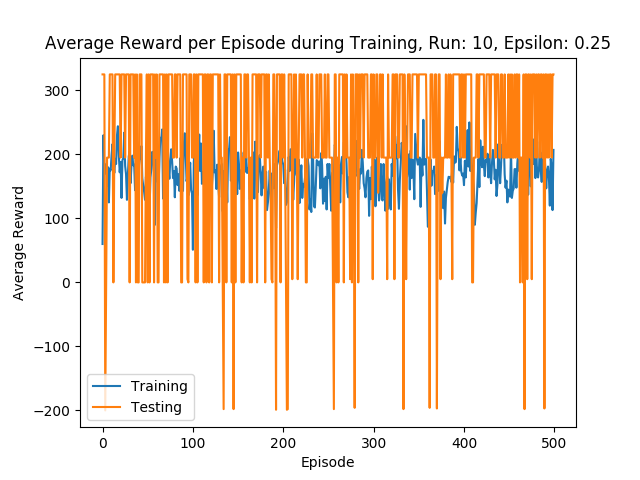 Average Reward per Episode during Training, Run: 10, Epsilon: 0.25
300
200
100
0
−100
−200
Average Reward
Training
Testing
0 100 200 300 400 500
Episode